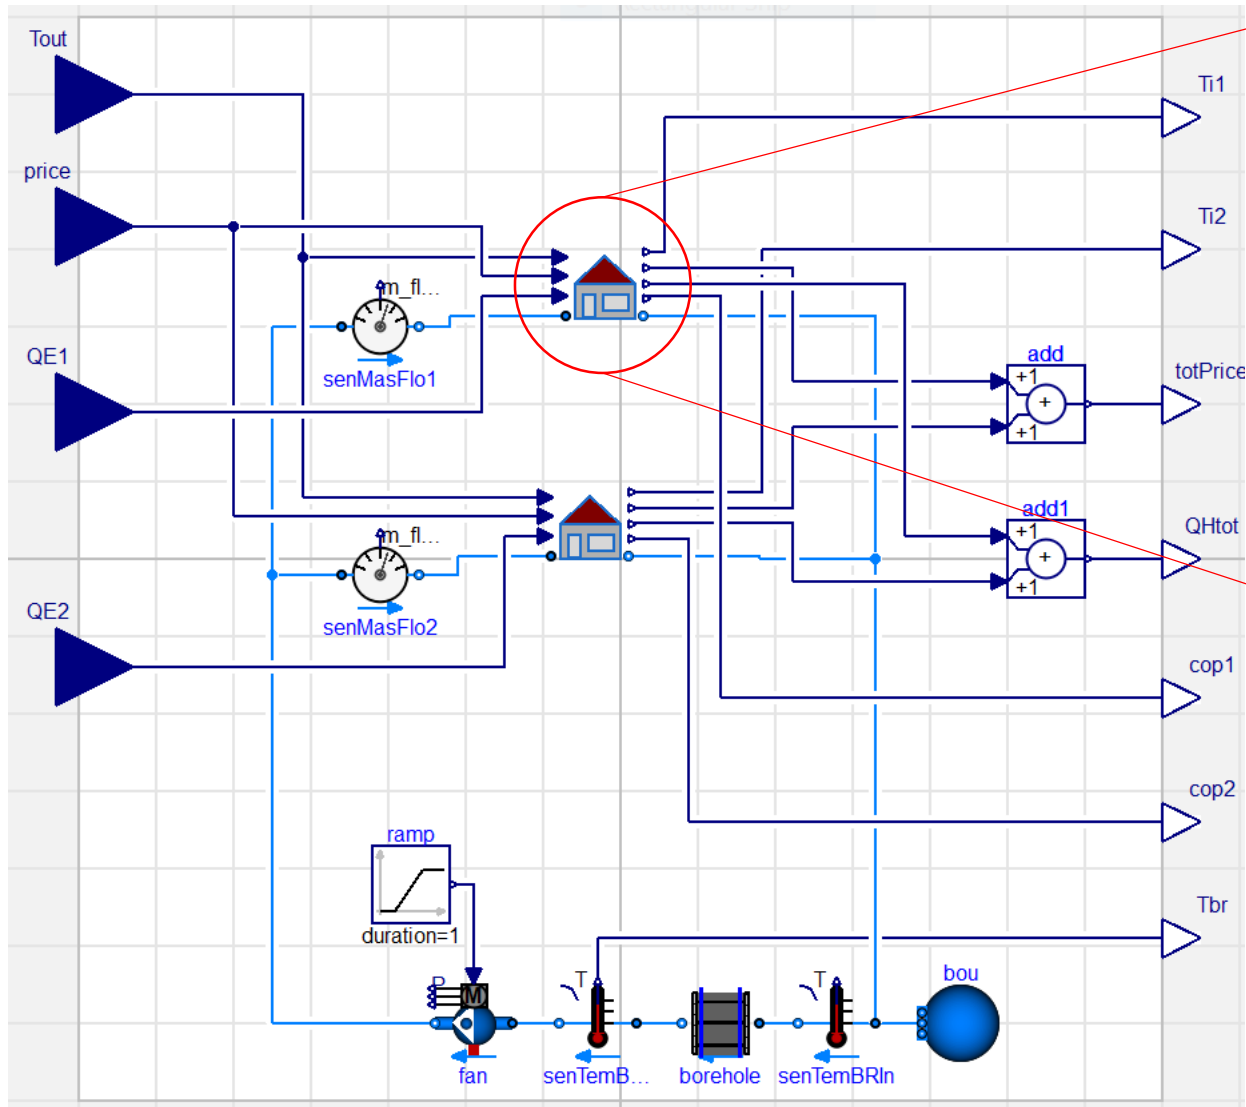 Tout
price
QE1
QE2
Ti1
Ti2
totPrice
QHtot
cop1
cop2
Tbr
m_fl...
senMasFlo1
m_fl...
senMasFlo2
add
+1
+
+1
add1
+1
+
+1
ramp
duration=1
P
M
fan
T
senTemB...
borehole
T
senTemBRIn
bou